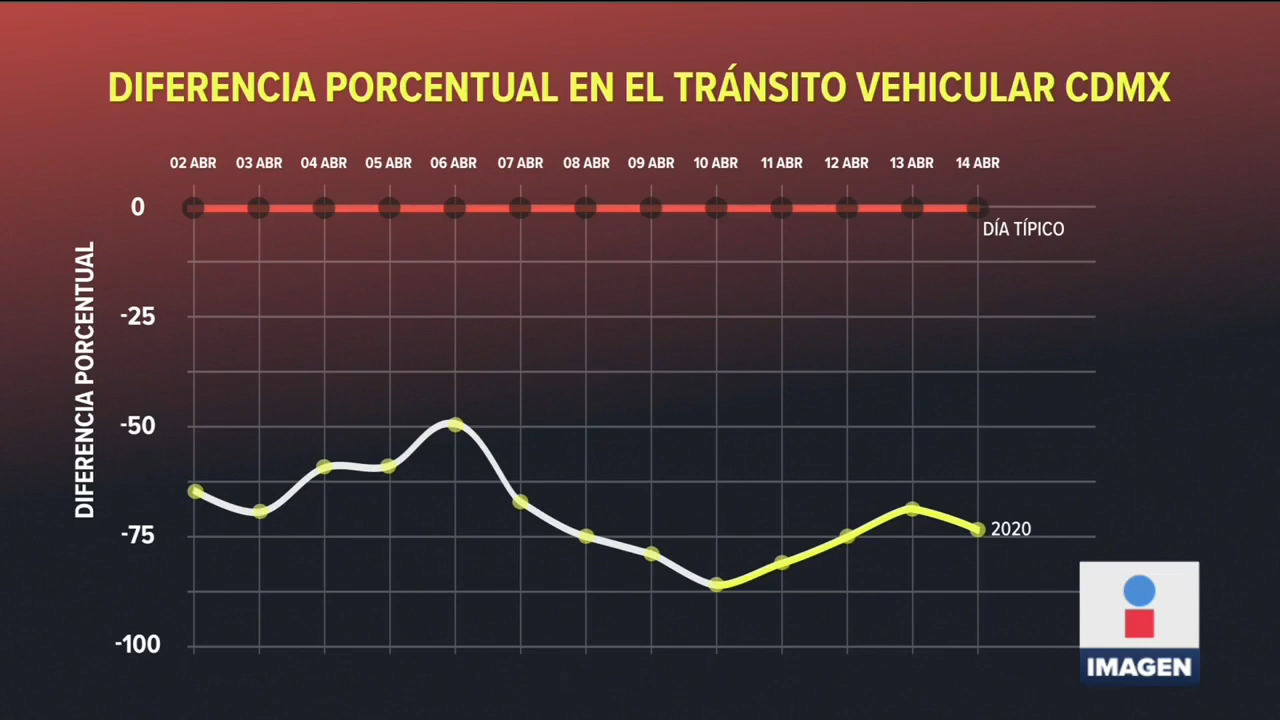 DIFERENCIA PORCENTUAL EN EL TRÁNSITO VEHICULAR CDMX
02 ABR 03 ABR 04 ABR 05 ABR 06 ABR 07 ABR 08 ABR 09 ABR 10 ABR 11 ABR 12 ABR 13 ABR 14 ABR
0
DÍA TÍPICO
DIFERENCIA PORCENTUAL
-25
-50
-75
2020
-100
IMAGEN